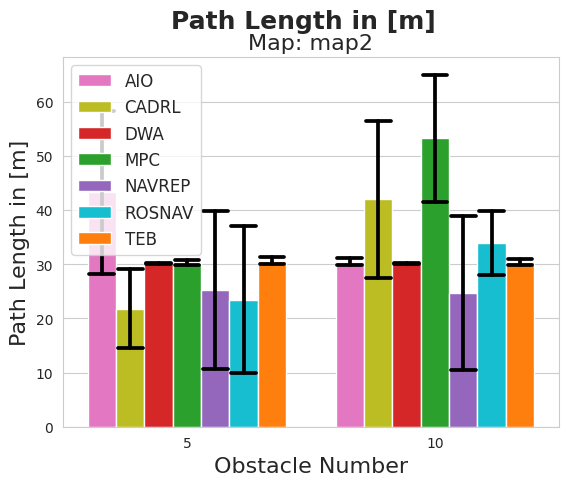 Path Length in [m]
Map: map2
Path Length in [m]
60
50
40
30
20
10
0
AIO
CADRL
DWA
MPC
NAVREP
ROSNAV
TEB
5
10
Obstacle Number